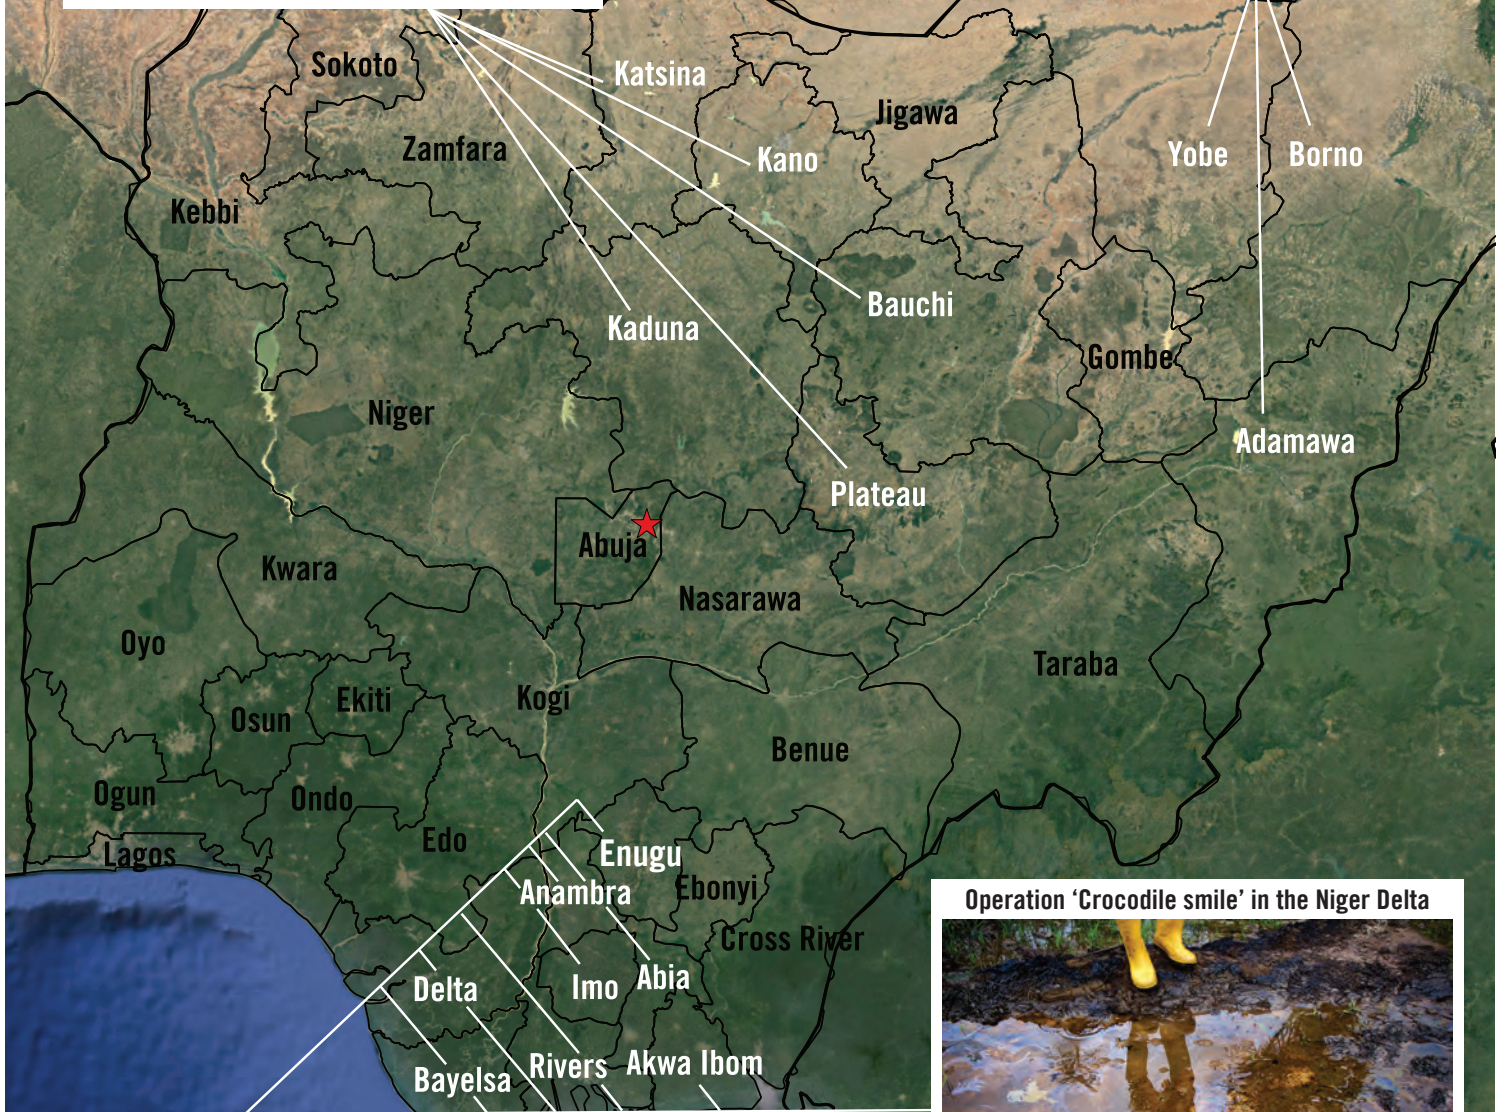 Sokoto
Katsina
Jigawa
Zamfara
Kano
Yobe
Borno
Kebbi
Bauchi
Kaduna
Gombe
Niger
Adamawa
Plateau
Abuja
Kwara
Nasarawa
Oyo
Taraba
Kogi
Ekiti
Osun
Benue
Ogun
Ondo
Edo
Lagos
Enugu
Anambra
Ebonyi
Cross River
Abia
Imo
Delta
Rivers
Akwa Ibom
Bayelsa
Operation ‘Crocodile smile’ in the Niger Delta